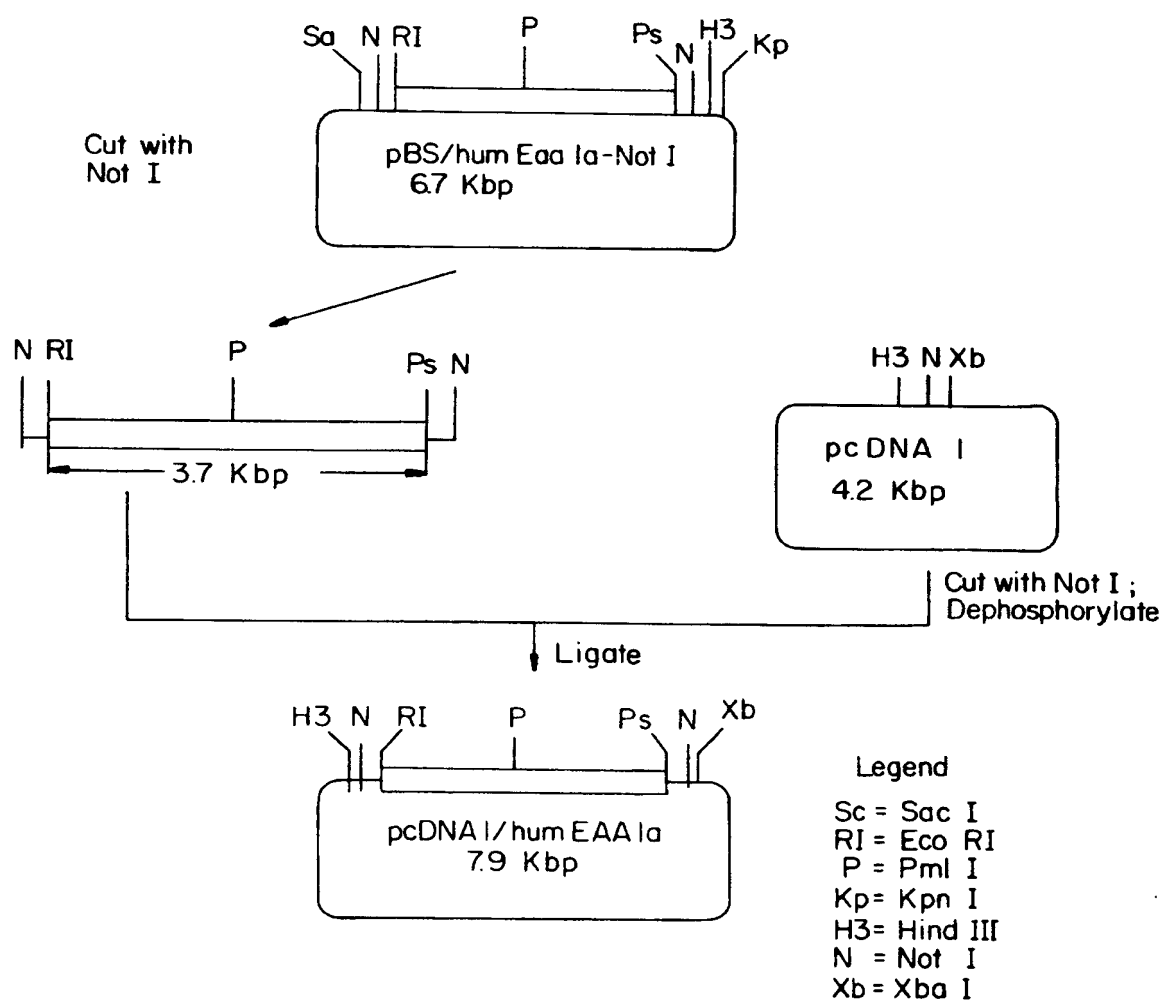 Sa N RI P Ps N H3 Kp
Cut with
Not I
pBS/hum Eaa Ia-Not I
6.7 Kbp
N RI P Ps N
3.7 Kbp
H3 N Xb
pcDNA I
4.2 Kbp
Cut with Not I ;
Dephosphorylate
Ligate
H3 N RI P Ps N Xb
pcDNA I/hum EAA Ia
7.9 Kbp
Legend
Sc = Sac I
RI = Eco RI
P = Pml I
Kp = Kpn I
H3 = Hind III
N = Not I
Xb = Xba I